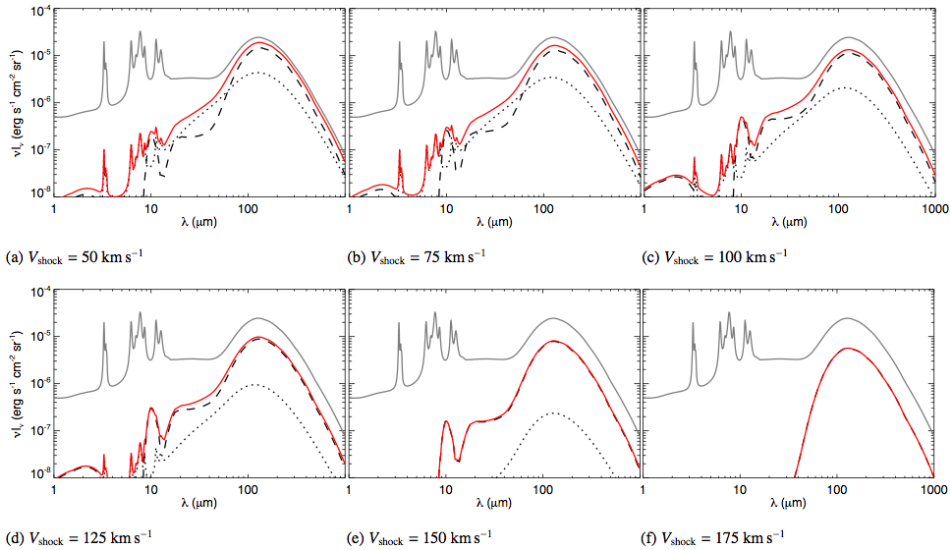 10⁻⁴
10⁻⁵
10⁻⁶
10⁻⁷
10⁻⁸
νIᵥ (erg s⁻¹ cm⁻² sr⁻¹)
1 10 100 1 10 100 1 10 100 1000
λ (μm) λ (μm) λ (μm)
(a) Vshock = 50 km s⁻¹ (b) Vshock = 75 km s⁻¹ (c) Vshock = 100 km s⁻¹
10⁻⁴
10⁻⁵
10⁻⁶
10⁻⁷
10⁻⁸
νIᵥ (erg s⁻¹ cm⁻² sr⁻¹)
1 10 100 1 10 100 1 10 100 1000
λ (μm) λ (μm) λ (μm)
(d) Vshock = 125 km s⁻¹ (e) Vshock = 150 km s⁻¹ (f) Vshock = 175 km s⁻¹